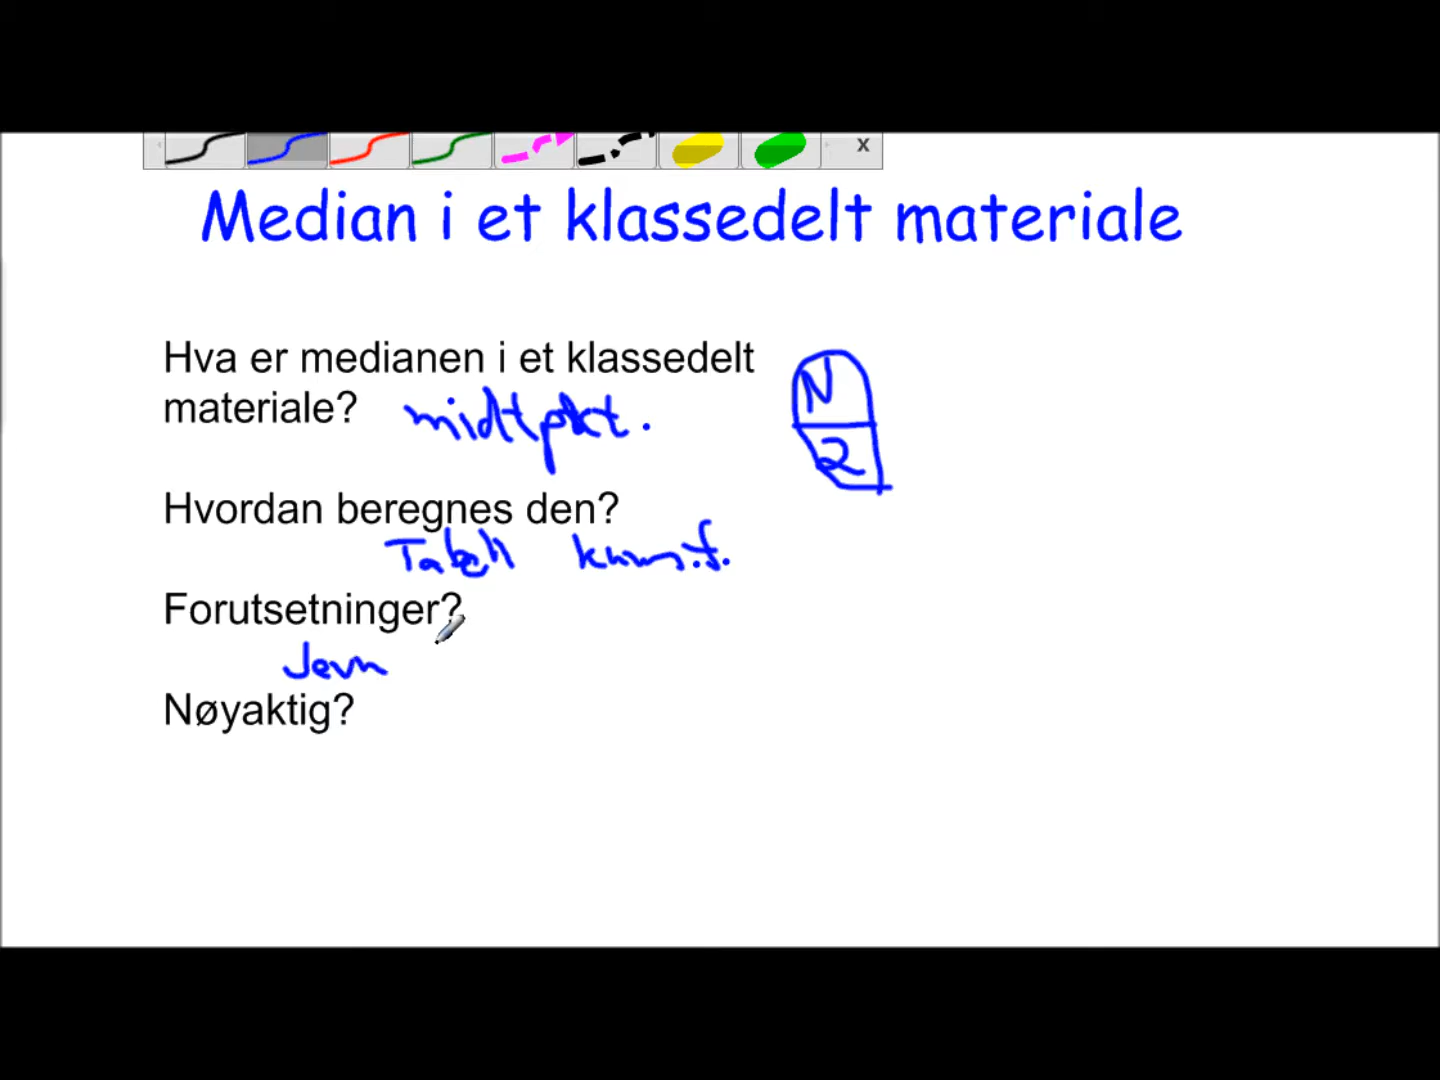 x
Median i et klassedelt materiale
Hva er medianen i et klassedelt
materiale? midtpkt.
N
2
Hvordan beregnes den?
Tabell kum.f.
Forutsetninger?
Jevn
Nøyaktig?